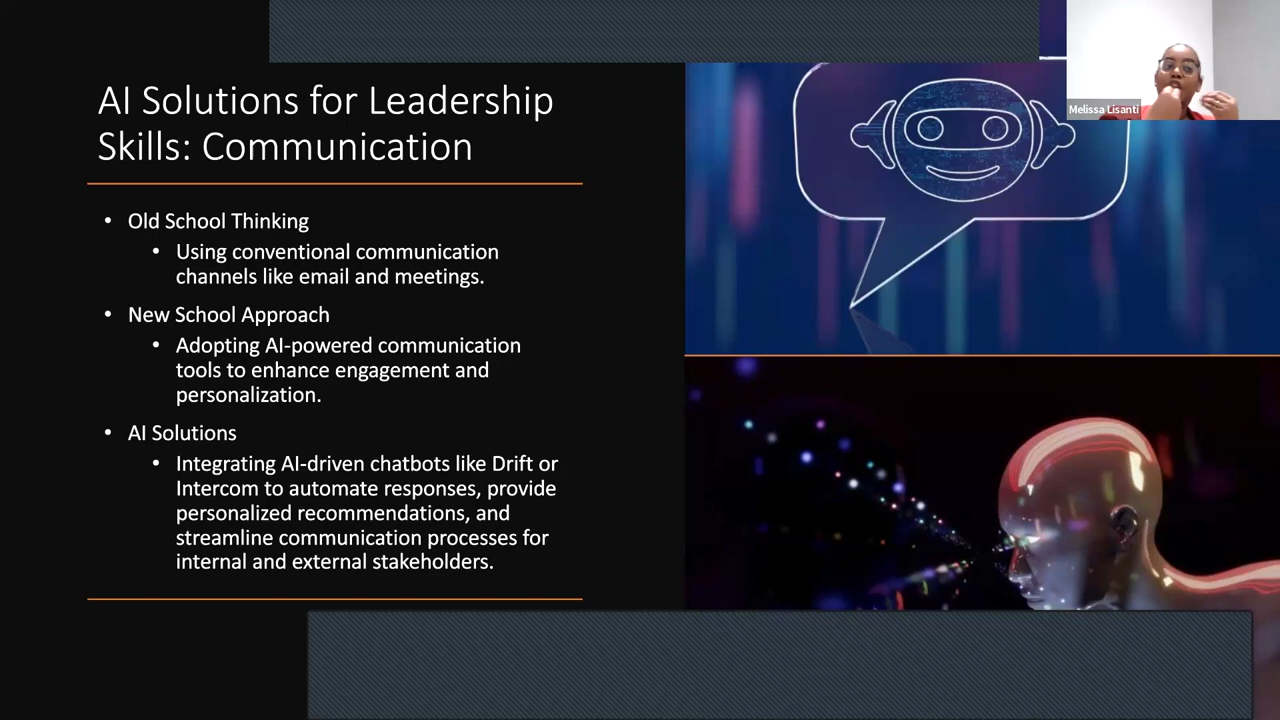 AI Solutions for Leadership
Skills: Communication
• Old School Thinking
• Using conventional communication
channels like email and meetings.
• New School Approach
• Adopting AI-powered communication
tools to enhance engagement and
personalization.
• AI Solutions
• Integrating AI-driven chatbots like Drift or
Intercom to automate responses, provide
personalized recommendations, and
streamline communication processes for
internal and external stakeholders.
Melissa Lisanti